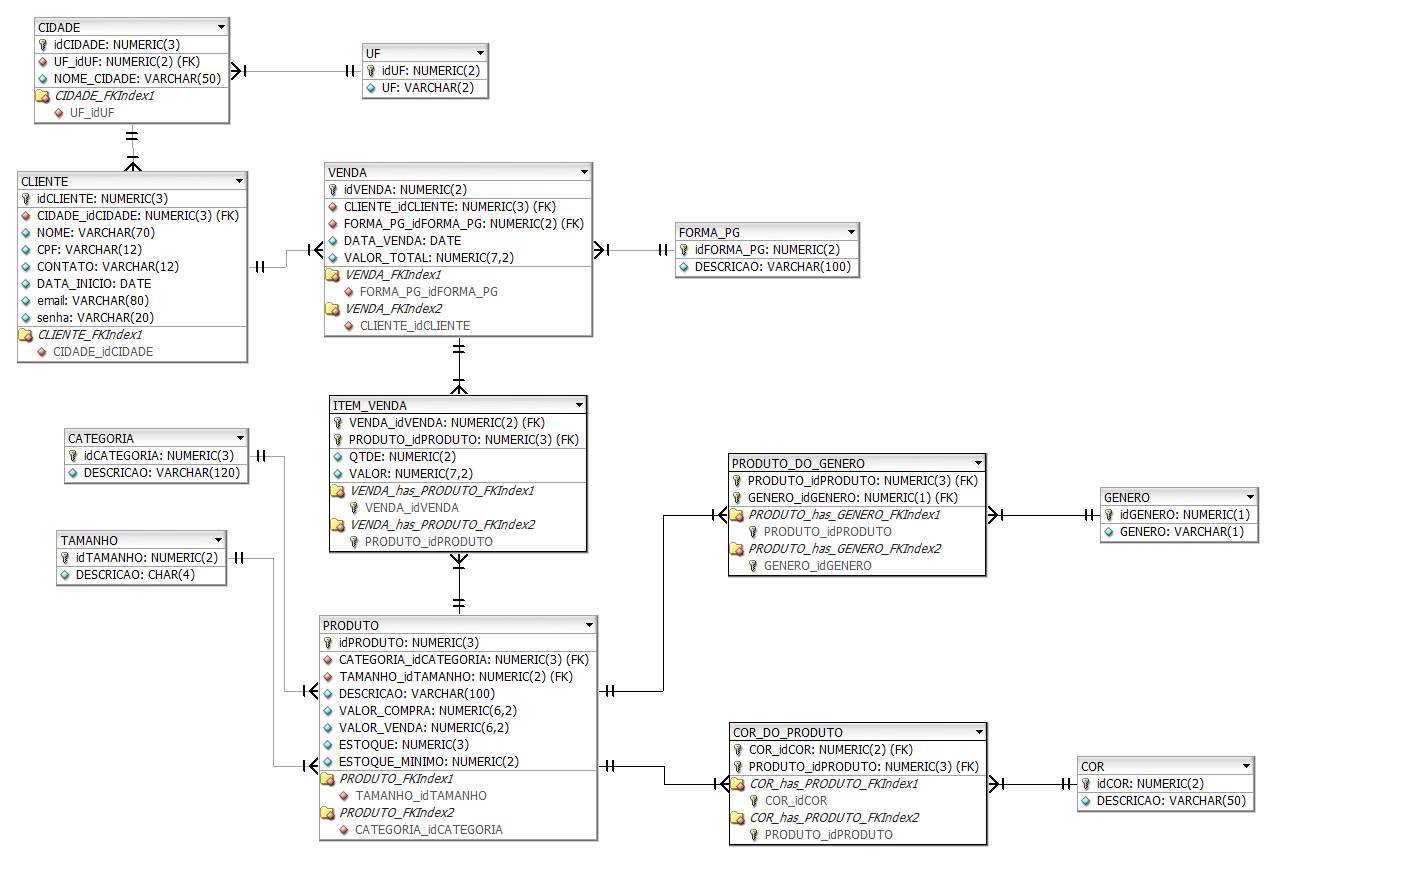 CIDADE
idCIDADE: NUMERIC(3)
UF_idUF: NUMERIC(2) (FK)
NOME_CIDADE: VARCHAR(50)
CIDADE_FKIndex1
UF_idUF
UF
idUF: NUMERIC(2)
UF: VARCHAR(2)
CLIENTE
idCLIENTE: NUMERIC(3)
CIDADE_idCIDADE: NUMERIC(3) (FK)
NOME: VARCHAR(70)
CPF: VARCHAR(12)
CONTATO: VARCHAR(12)
DATA_INICIO: DATE
email: VARCHAR(80)
senha: VARCHAR(20)
CLIENTE_FKIndex1
CIDADE_idCIDADE
VENDA
idVENDA: NUMERIC(2)
CLIENTE_idCLIENTE: NUMERIC(3) (FK)
FORMA_PG_idFORMA_PG: NUMERIC(2) (FK)
DATA_VENDA: DATE
VALOR_TOTAL: NUMERIC(7,2)
VENDA_FKIndex1
FORMA_PG_idFORMA_PG
VENDA_FKIndex2
CLIENTE_idCLIENTE
FORMA_PG
idFORMA_PG: NUMERIC(2)
DESCRICAO: VARCHAR(100)
ITEM_VENDA
VENDA_idVENDA: NUMERIC(2) (FK)
PRODUTO_idPRODUTO: NUMERIC(3) (FK)
QTDE: NUMERIC(2)
VALOR: NUMERIC(7,2)
VENDA_has_PRODUTO_FKIndex1
VENDA_idVENDA
VENDA_has_PRODUTO_FKIndex2
PRODUTO_idPRODUTO
CATEGORIA
idCATEGORIA: NUMERIC(3)
DESCRICAO: VARCHAR(120)
TAMANHO
idTAMANHO: NUMERIC(2)
DESCRICAO: CHAR(4)
PRODUTO_DO_GENERO
PRODUTO_idPRODUTO: NUMERIC(3) (FK)
GENERO_idGENERO: NUMERIC(1) (FK)
PRODUTO_has_GENERO_FKIndex1
PRODUTO_idPRODUTO
PRODUTO_has_GENERO_FKIndex2
GENERO_idGENERO
GENERO
idGENERO: NUMERIC(1)
GENERO: VARCHAR(1)
PRODUTO
idPRODUTO: NUMERIC(3)
CATEGORIA_idCATEGORIA: NUMERIC(3) (FK)
TAMANHO_idTAMANHO: NUMERIC(2) (FK)
DESCRICAO: VARCHAR(100)
VALOR_COMPRA: NUMERIC(6,2)
VALOR_VENDA: NUMERIC(6,2)
ESTOQUE: NUMERIC(3)
ESTOQUE_MINIMO: NUMERIC(2)
PRODUTO_FKIndex1
TAMANHO_idTAMANHO
PRODUTO_FKIndex2
CATEGORIA_idCATEGORIA
COR_DO_PRODUTO
COR_idCOR: NUMERIC(2) (FK)
PRODUTO_idPRODUTO: NUMERIC(3) (FK)
COR_has_PRODUTO_FKIndex1
COR_idCOR
COR_has_PRODUTO_FKIndex2
PRODUTO_idPRODUTO
COR
idCOR: NUMERIC(2)
DESCRICAO: VARCHAR(50)